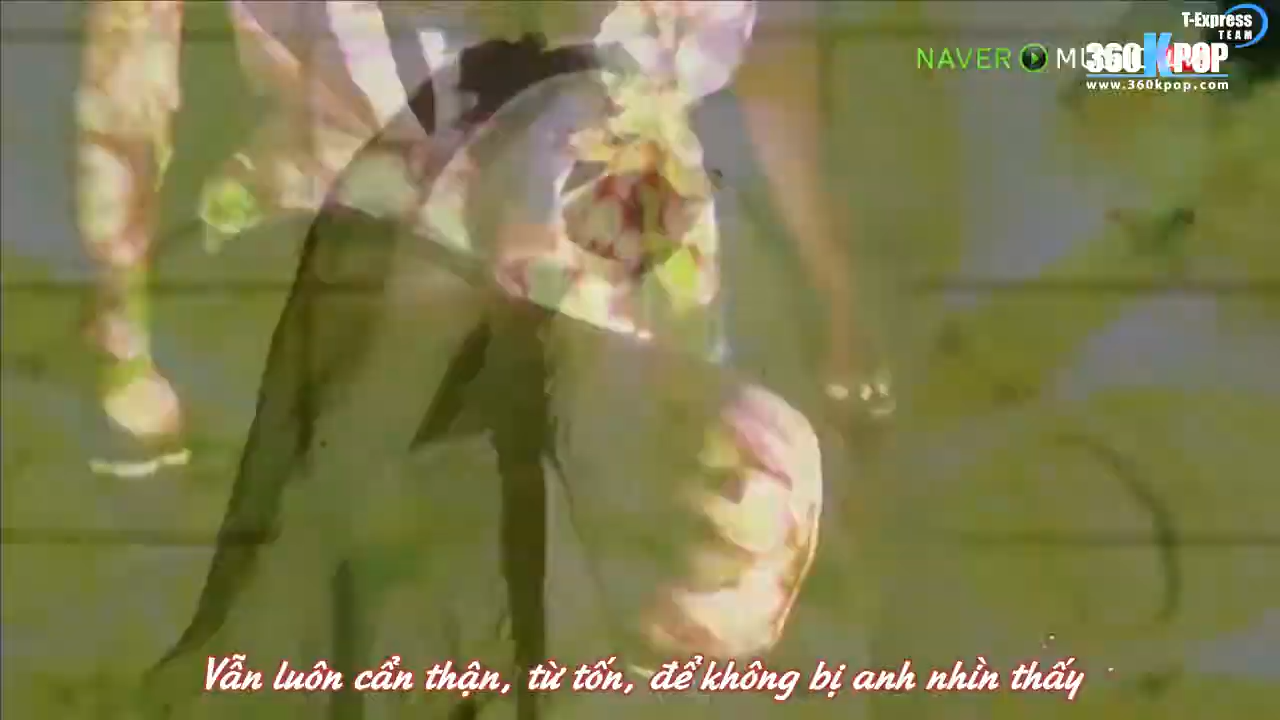 T-Express
TEAM
NAVER MU
360KPOP
www.360kpop.com
Vẫn luôn cẩn thận, từ tốn, để không bị anh nhìn thấy